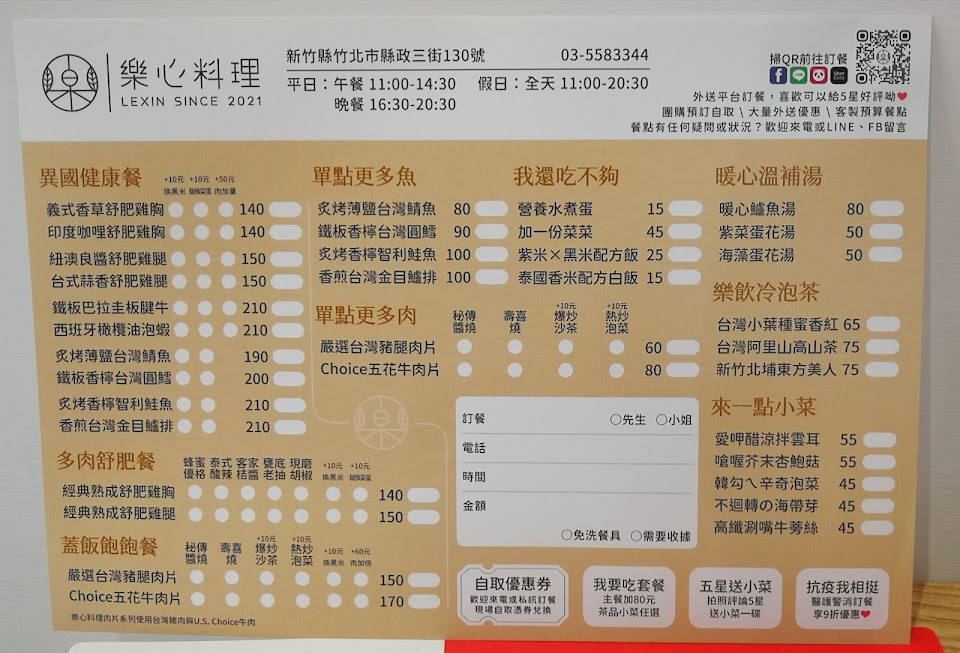 樂心料理
LEXIN SINCE 2021
新竹縣竹北市縣政三街130號 03-5583344
平日：午餐 11:00-14:30 假日：全天 11:00-20:30
晚餐 16:30-20:30
掃QR前往訂餐
外送平台訂餐，喜歡可以給5星好評呦❤
團購預訂自取 \ 大量外送優惠 \ 客製預算餐點
餐點有任何疑問或狀況？歡迎來電或LINE、FB留言
異國健康餐
+10元 +10元 +50元
換黑米 飯換菜蛋 肉加量
義式香草舒肥雞胸 140
印度咖哩舒肥雞胸 140
紐澳良醬舒肥雞腿 150
台式蒜香舒肥雞腿 150
鐵板巴拉圭板腱牛 210
西班牙橄欖油泡蝦 210
炙烤薄鹽台灣鯖魚 190
鐵板香檸台灣圓鱈 200
炙烤香檸智利鮭魚 210
香煎台灣金目鱸排 210
多肉舒肥餐
蜂蜜優格 泰式酸辣 客家桔醬 甕底老抽 現磨胡椒 +10元換黑米 +10元飯換菜蛋
經典熟成舒肥雞胸 140
經典熟成舒肥雞腿 150
蓋飯飽飽餐
秘傳醬燒 壽喜燒 +10元爆炒沙茶 +10元熱炒泡菜 +10元換黑米 +60元肉加倍
嚴選台灣豬腿肉片 150
Choice五花牛肉片 170
樂心料理肉片系列使用台灣豬肉與U.S. Choice牛肉
單點更多魚
炙烤薄鹽台灣鯖魚 80
鐵板香檸台灣圓鱈 90
炙烤香檸智利鮭魚 100
香煎台灣金目鱸排 100
我還吃不夠
營養水煮蛋 15
加一份菜菜 45
紫米×黑米配方飯 25
泰國香米配方白飯 15
單點更多肉
秘傳醬燒 壽喜燒 +10元爆炒沙茶 +10元熱炒泡菜
嚴選台灣豬腿肉片 60
Choice五花牛肉片 80
訂餐 ○先生 ○小姐
電話
時間
金額
○免洗餐具 ○需要收據
暖心溫補湯
暖心鱸魚湯 80
紫菜蛋花湯 50
海藻蛋花湯 50
樂飲冷泡茶
台灣小葉種蜜香紅 65
台灣阿里山高山茶 75
新竹北埔東方美人 75
來一點小菜
愛呷醋涼拌雲耳 55
嗆喔芥末杏鮑菇 55
韓勾ㄟ辛奇泡菜 45
不迴轉の海帶芽 45
高纖涮嘴牛蒡絲 45
自取優惠券
歡迎來電或私訊訂餐
現場自取憑券兌換
我要吃套餐
主餐加80元
茶品小菜任選
五星送小菜
拍照評論5星
送小菜一碟
抗疫我相挺
醫護警消訂餐
享9折優惠❤